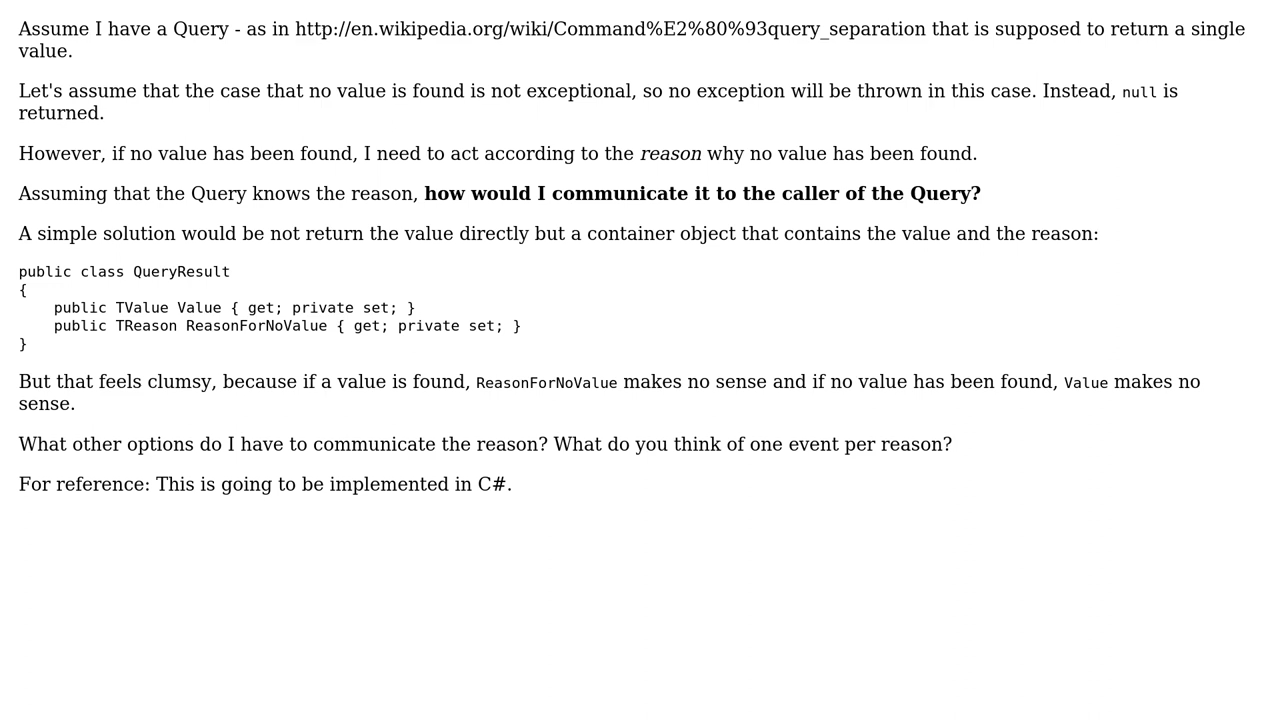 Assume I have a Query - as in http://en.wikipedia.org/wiki/Command%E2%80%93query_separation that is supposed to return a single
value.
Let's assume that the case that no value is found is not exceptional, so no exception will be thrown in this case. Instead, null is
returned.
However, if no value has been found, I need to act according to the reason why no value has been found.
Assuming that the Query knows the reason, how would I communicate it to the caller of the Query?
A simple solution would be not return the value directly but a container object that contains the value and the reason:
public class QueryResult
{
    public TValue Value { get; private set; }
    public TReason ReasonForNoValue { get; private set; }
}
But that feels clumsy, because if a value is found, ReasonForNoValue makes no sense and if no value has been found, Value makes no
sense.
What other options do I have to communicate the reason? What do you think of one event per reason?
For reference: This is going to be implemented in C#.